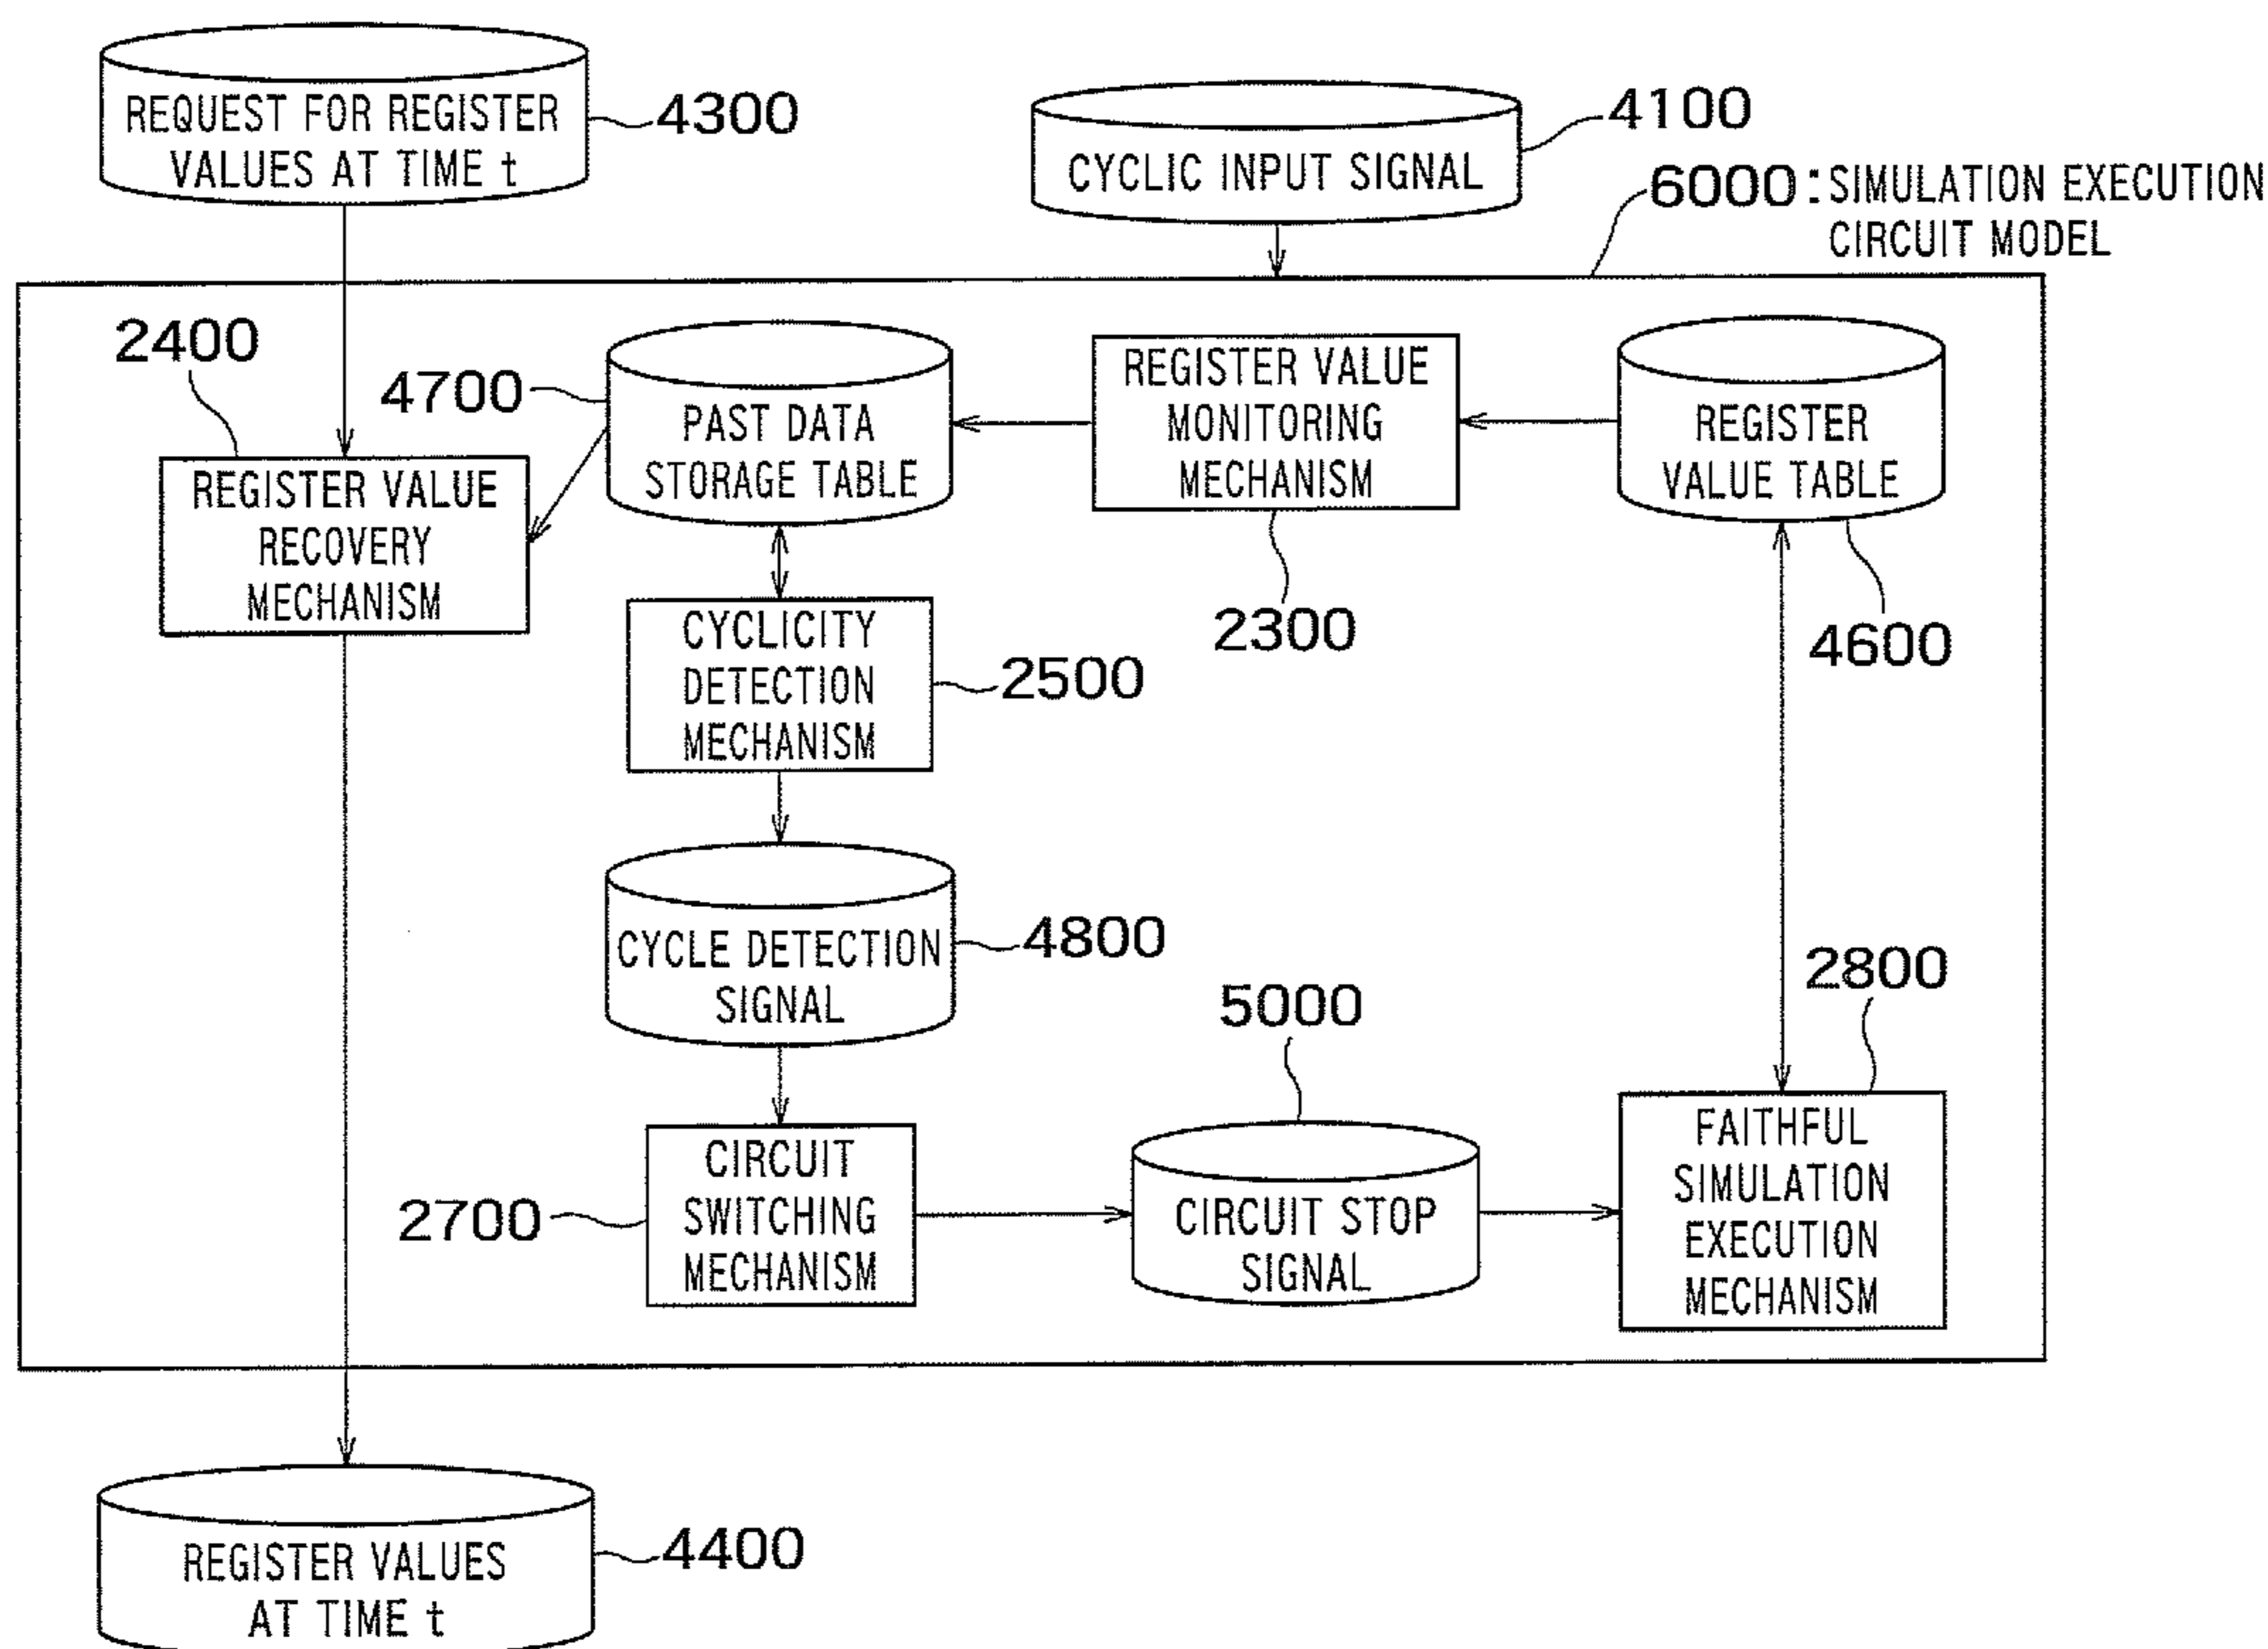 REQUEST FOR REGISTER
VALUES AT TIME t
4300
CYCLIC INPUT SIGNAL
4100
6000 : SIMULATION EXECUTION
CIRCUIT MODEL
2400
4700
PAST DATA
STORAGE TABLE
REGISTER VALUE
MONITORING
MECHANISM
2300
REGISTER
VALUE TABLE
4600
REGISTER VALUE
RECOVERY
MECHANISM
CYCLICITY
DETECTION
MECHANISM
2500
CYCLE DETECTION
SIGNAL
4800
5000
2800
2700
CIRCUIT
SWITCHING
MECHANISM
CIRCUIT STOP
SIGNAL
FAITHFUL
SIMULATION
EXECUTION
MECHANISM
REGISTER VALUES
AT TIME t
4400